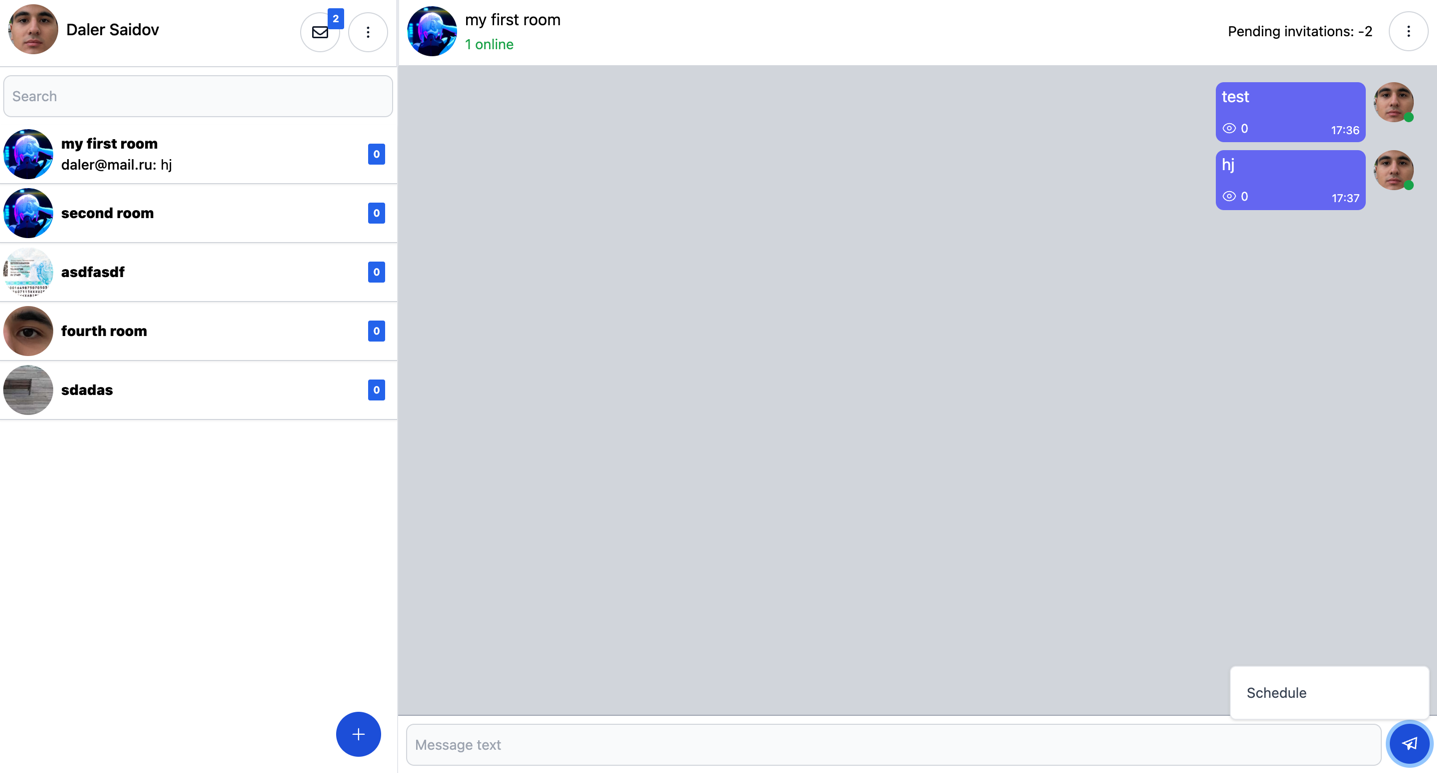 Daler Saidov
2
Search
my first room
daler@mail.ru: hj
0
second room
0
asdfasdf
0
fourth room
0
sdadas
0
my first room
1 online
Pending invitations: -2
test
0 17:36
hj
0 17:37
Schedule
Message text